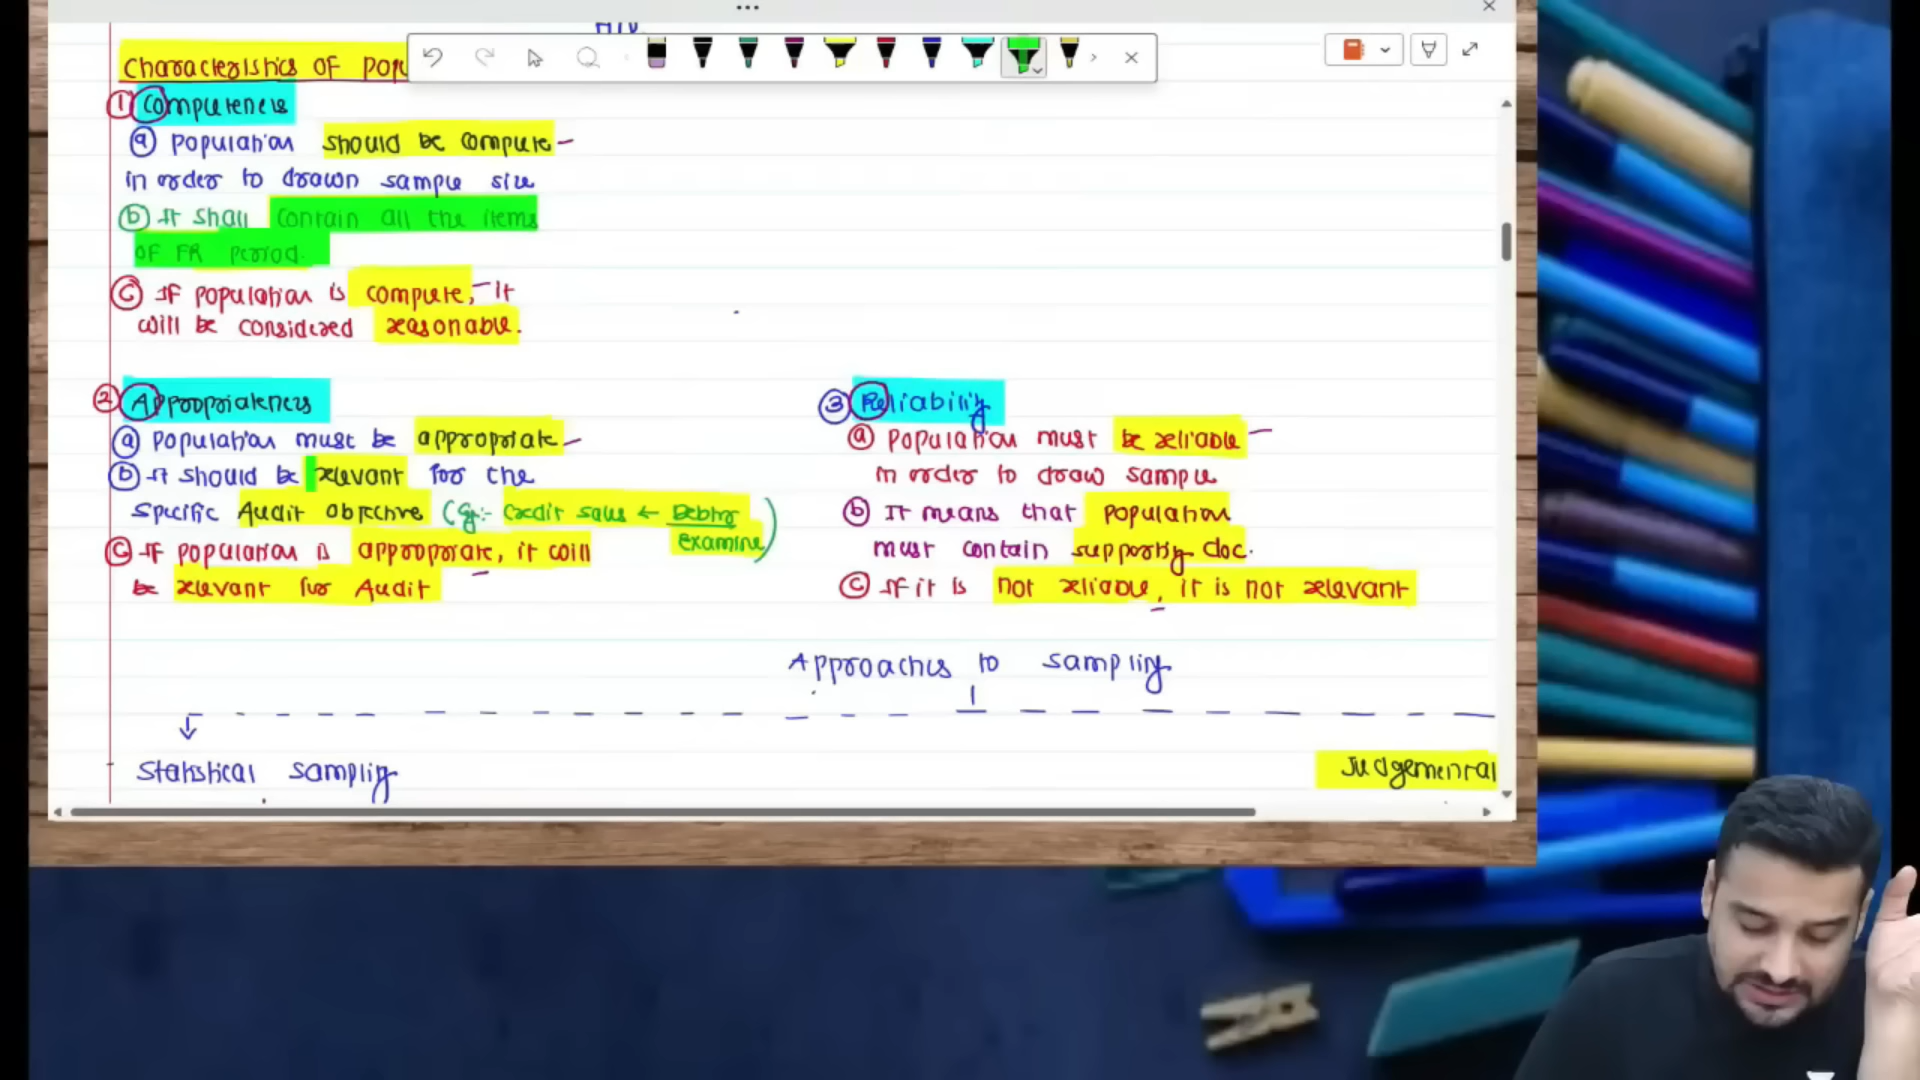 Characteristics of popu
① Completeness
ⓐ Population should be complete
in order to drawn sample size
ⓑ It shall contain all the items
of FR period.
ⓒ If population is complete, it
will be considered reasonable.
② Appropriateness
ⓐ Population must be appropriate
ⓑ It should be relevant for the
specific Audit objective (Eg:- Credit sales ← Debtor
examine)
ⓒ If population is appropriate, it will
be relevant for Audit
③ Reliability
ⓐ Population must be reliable
in order to draw sample
ⓑ It means that population
must contain supporting doc.
ⓒ If it is not reliable, it is not relevant
Approaches to sampling
Statistical sampling
Judgemental